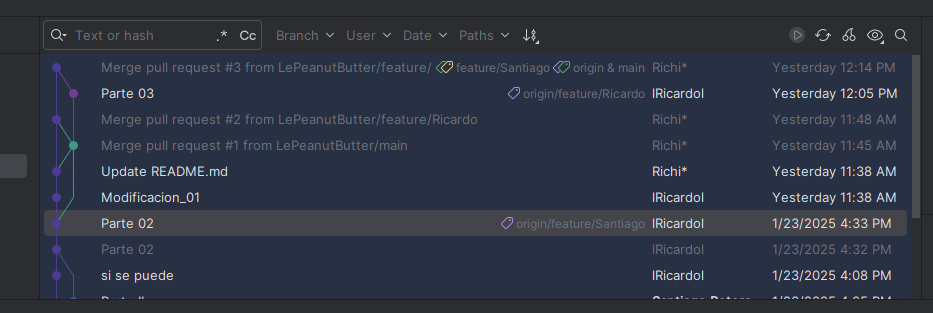 Text or hash .* Cc Branch User Date Paths
Merge pull request #3 from LePeanutButter/feature/ feature/Santiago origin & main Richi* Yesterday 12:14 PM
Parte 03 origin/feature/Ricardo IRicardol Yesterday 12:05 PM
Merge pull request #2 from LePeanutButter/feature/Ricardo Richi* Yesterday 11:48 AM
Merge pull request #1 from LePeanutButter/main Richi* Yesterday 11:45 AM
Update README.md Richi* Yesterday 11:38 AM
Modificacion_01 IRicardol Yesterday 11:38 AM
Parte 02 origin/feature/Santiago IRicardol 1/23/2025 4:33 PM
Parte 02 IRicardol 1/23/2025 4:32 PM
si se puede IRicardol 1/23/2025 4:08 PM